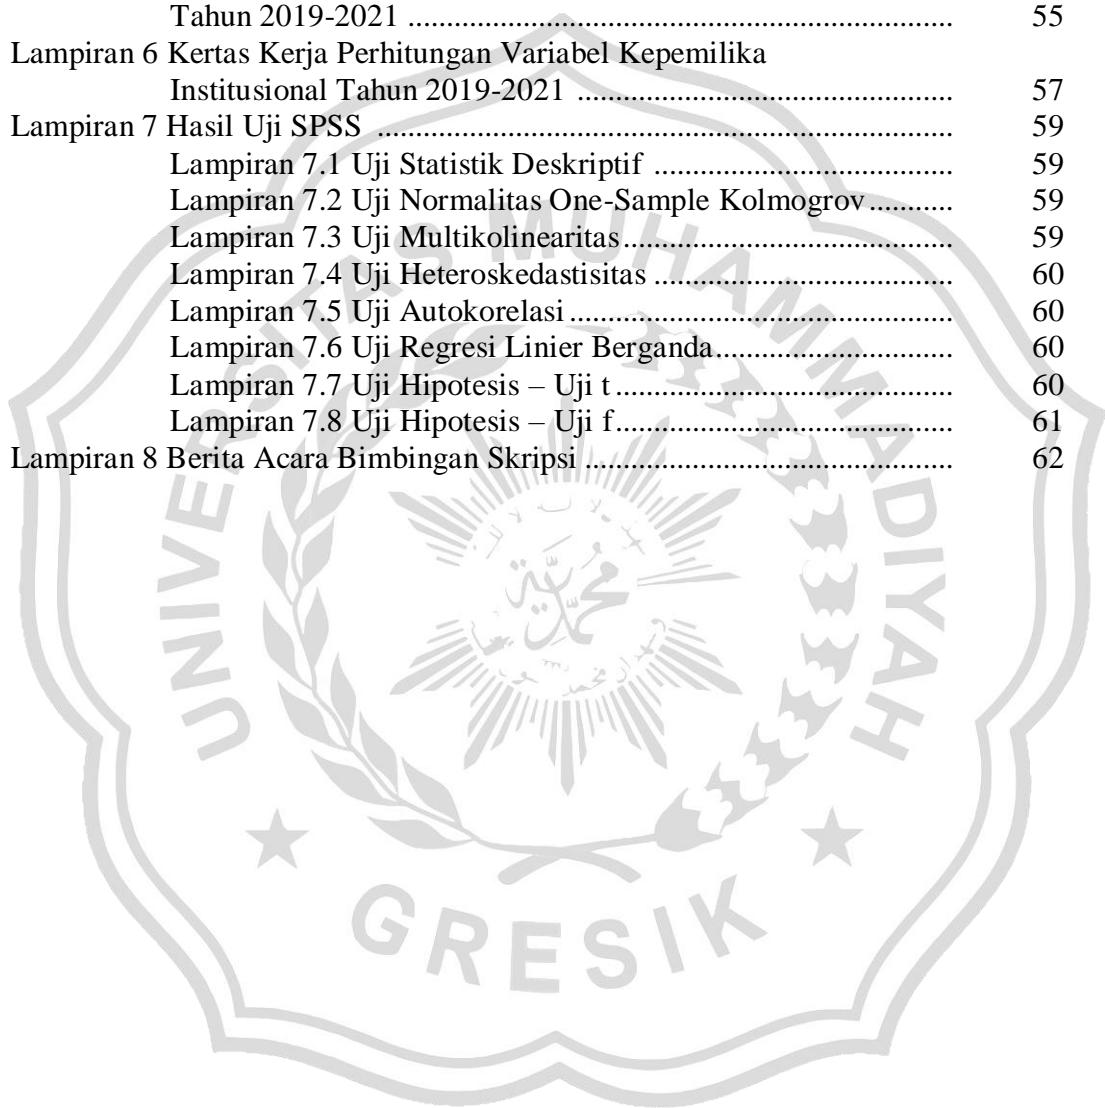 Tahun 2019-2021 ................................................................ 55
Lampiran 6 Kertas Kerja Perhitungan Variabel Kepemilika
Institusional Tahun 2019-2021 ............................................ 57
Lampiran 7 Hasil Uji SPSS .................................................................... 59
Lampiran 7.1 Uji Statistik Deskriptif ................................... 59
Lampiran 7.2 Uji Normalitas One-Sample Kolmogrov.......... 59
Lampiran 7.3 Uji Multikolinearitas....................................... 59
Lampiran 7.4 Uji Heteroskedastisitas ................................... 60
Lampiran 7.5 Uji Autokorelasi............................................. 60
Lampiran 7.6 Uji Regresi Linier Berganda............................ 60
Lampiran 7.7 Uji Hipotesis – Uji t........................................ 60
Lampiran 7.8 Uji Hipotesis – Uji f........................................ 61
Lampiran 8 Berita Acara Bimbingan Skripsi ........................................... 62
UNIVERSITAS MUHAMMADIYAH
محمد
GRESIK